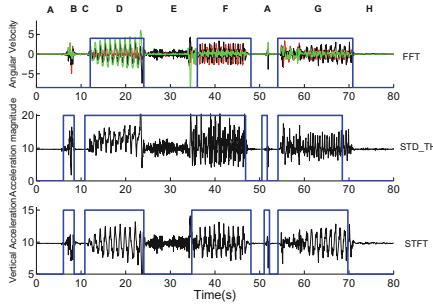 A B C D E F A G H
Angular Velocity
5
0
−5
FFT
0 10 20 30 40 50 60 70 80
Acceleration magnitude
20
10
0
STD_TH
0 10 20 30 40 50 60 70 80
Vertical Acceleration
15
10
5
STFT
0 10 20 30 40 50 60 70 80
Time(s)